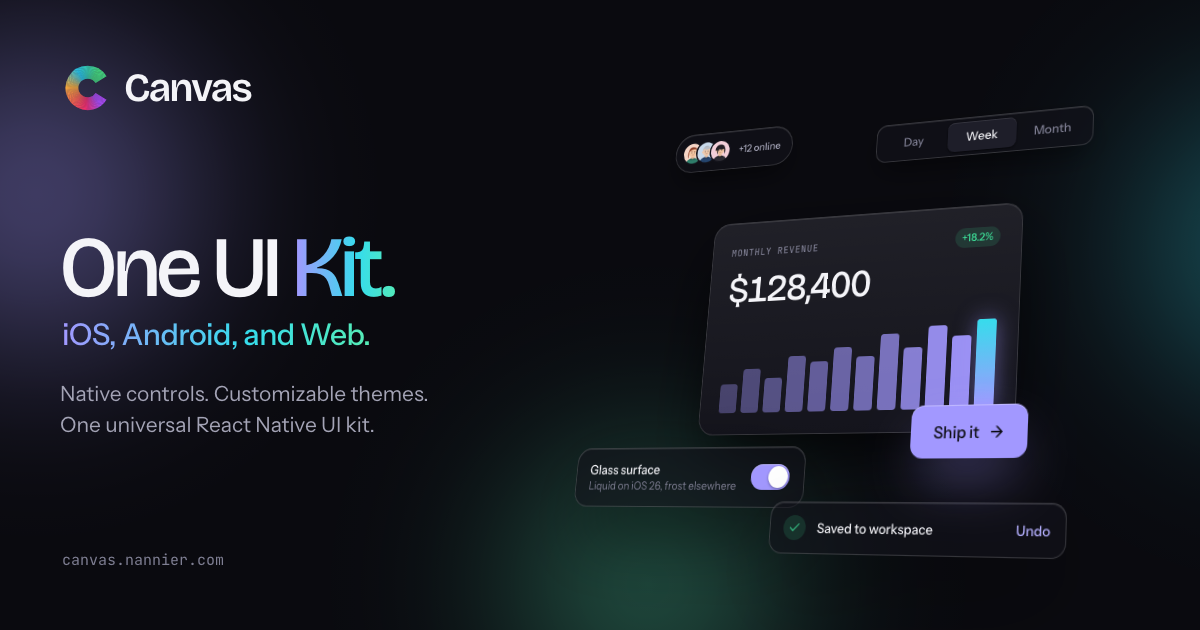 Canvas
One UI Kit.
iOS, Android, and Web.
Native controls. Customizable themes.
One universal React Native UI kit.
canvas.nannier.com
+12 online
Day Week Month
MONTHLY REVENUE
+18.2%
$128,400
Ship it →
Glass surface
Liquid on iOS 26, frost elsewhere
Saved to workspace
Undo